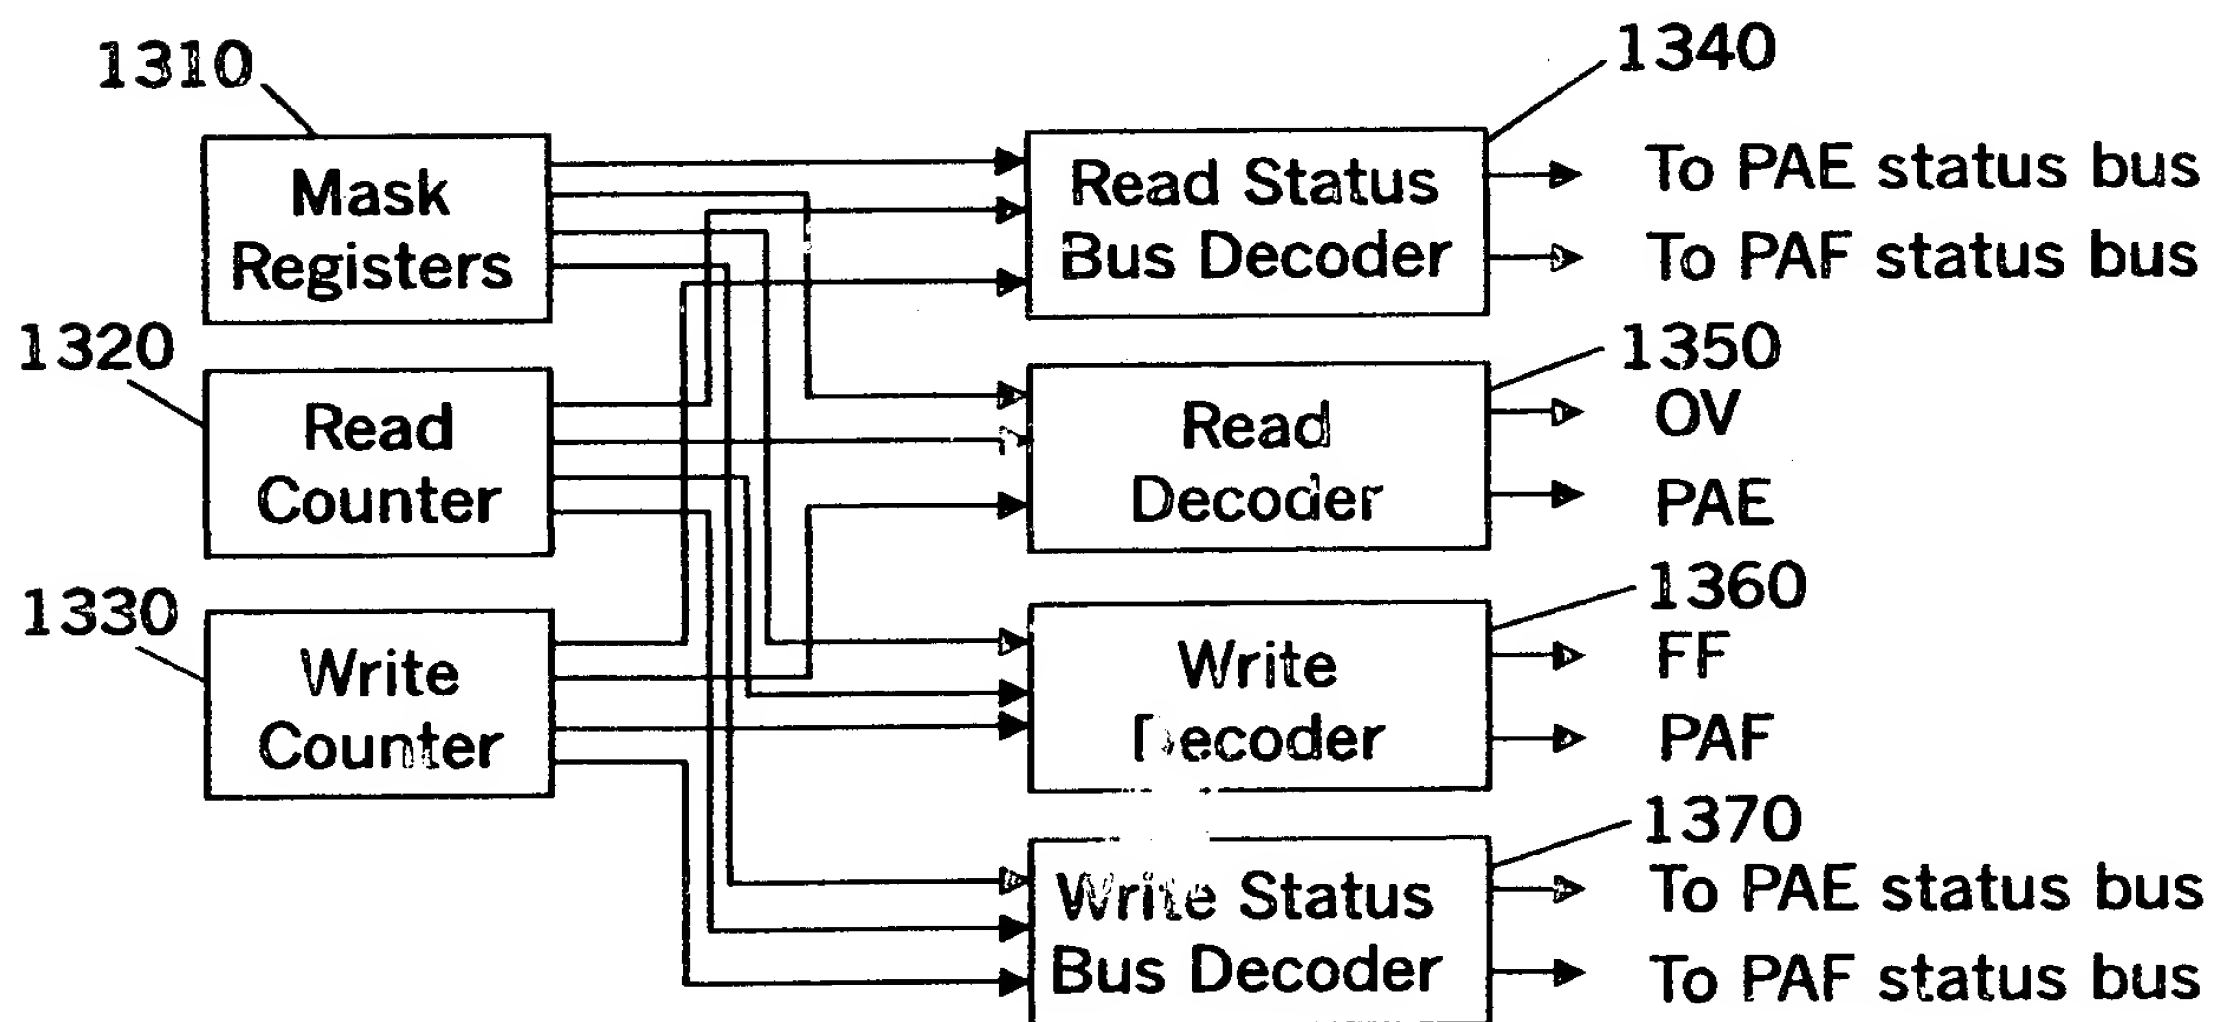 1310
Mask
Registers
1320
Read
Counter
1330
Write
Counter
1340
Read Status
Bus Decoder
To PAE status bus
To PAF status bus
1350
Read
Decoder
OV
PAE
1360
Write
Decoder
FF
PAF
1370
Write Status
Bus Decoder
To PAE status bus
To PAF status bus